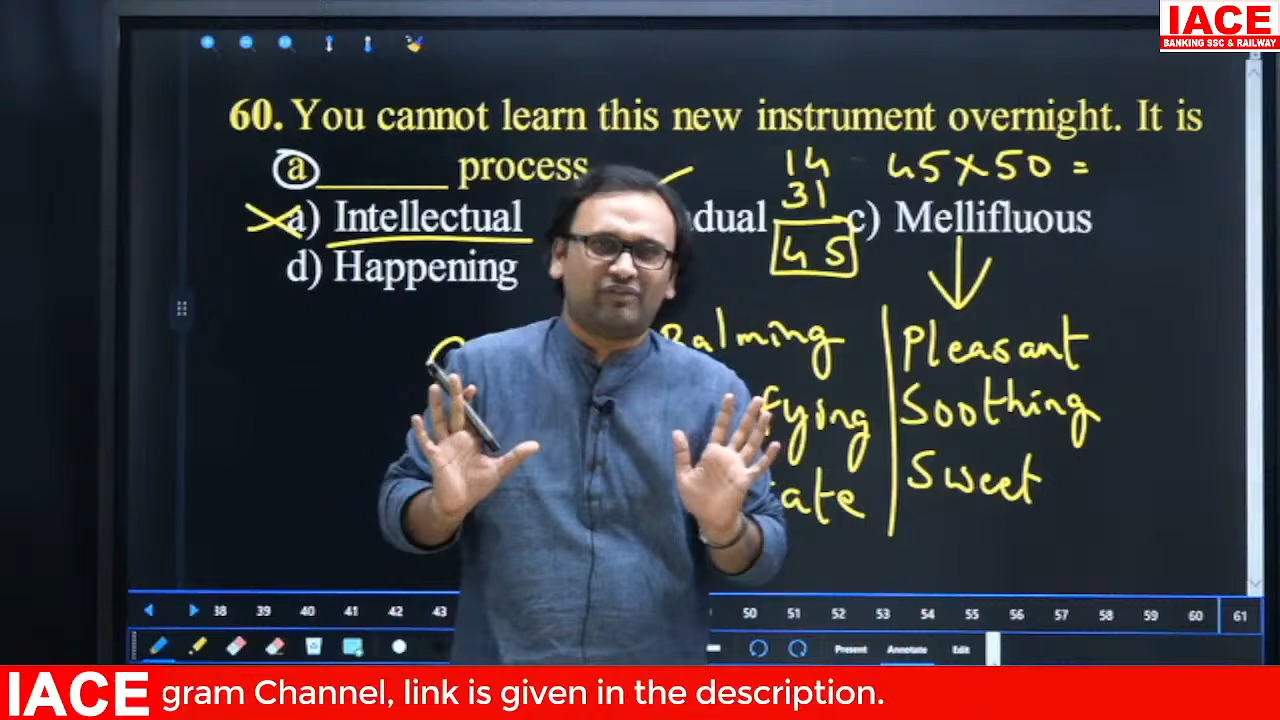 IACE
BANKING SSC & RAILWAY
60. You cannot learn this new instrument overnight. It is
a ______ process
14
31
45
45×50 =
a) Intellectual
c) Mellifluous
d) Happening
Pleasant
Soothing
Sweet
38 39 40 41 42 43 50 51 52 53 54 55 56 57 58 59 60 61
Present Annotate Edit
IACE gram Channel, link is given in the description.